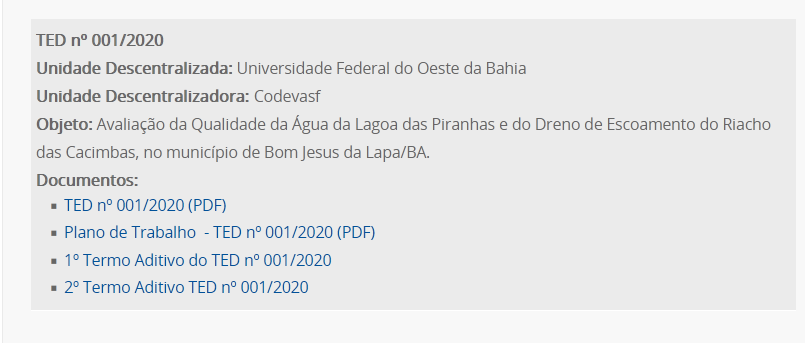 TED nº 001/2020
Unidade Descentralizada: Universidade Federal do Oeste da Bahia
Unidade Descentralizadora: Codevasf
Objeto: Avaliação da Qualidade da Água da Lagoa das Piranhas e do Dreno de Escoamento do Riacho
das Cacimbas, no município de Bom Jesus da Lapa/BA.
Documentos:
TED nº 001/2020 (PDF)
Plano de Trabalho - TED nº 001/2020 (PDF)
1º Termo Aditivo do TED nº 001/2020
2º Termo Aditivo TED nº 001/2020